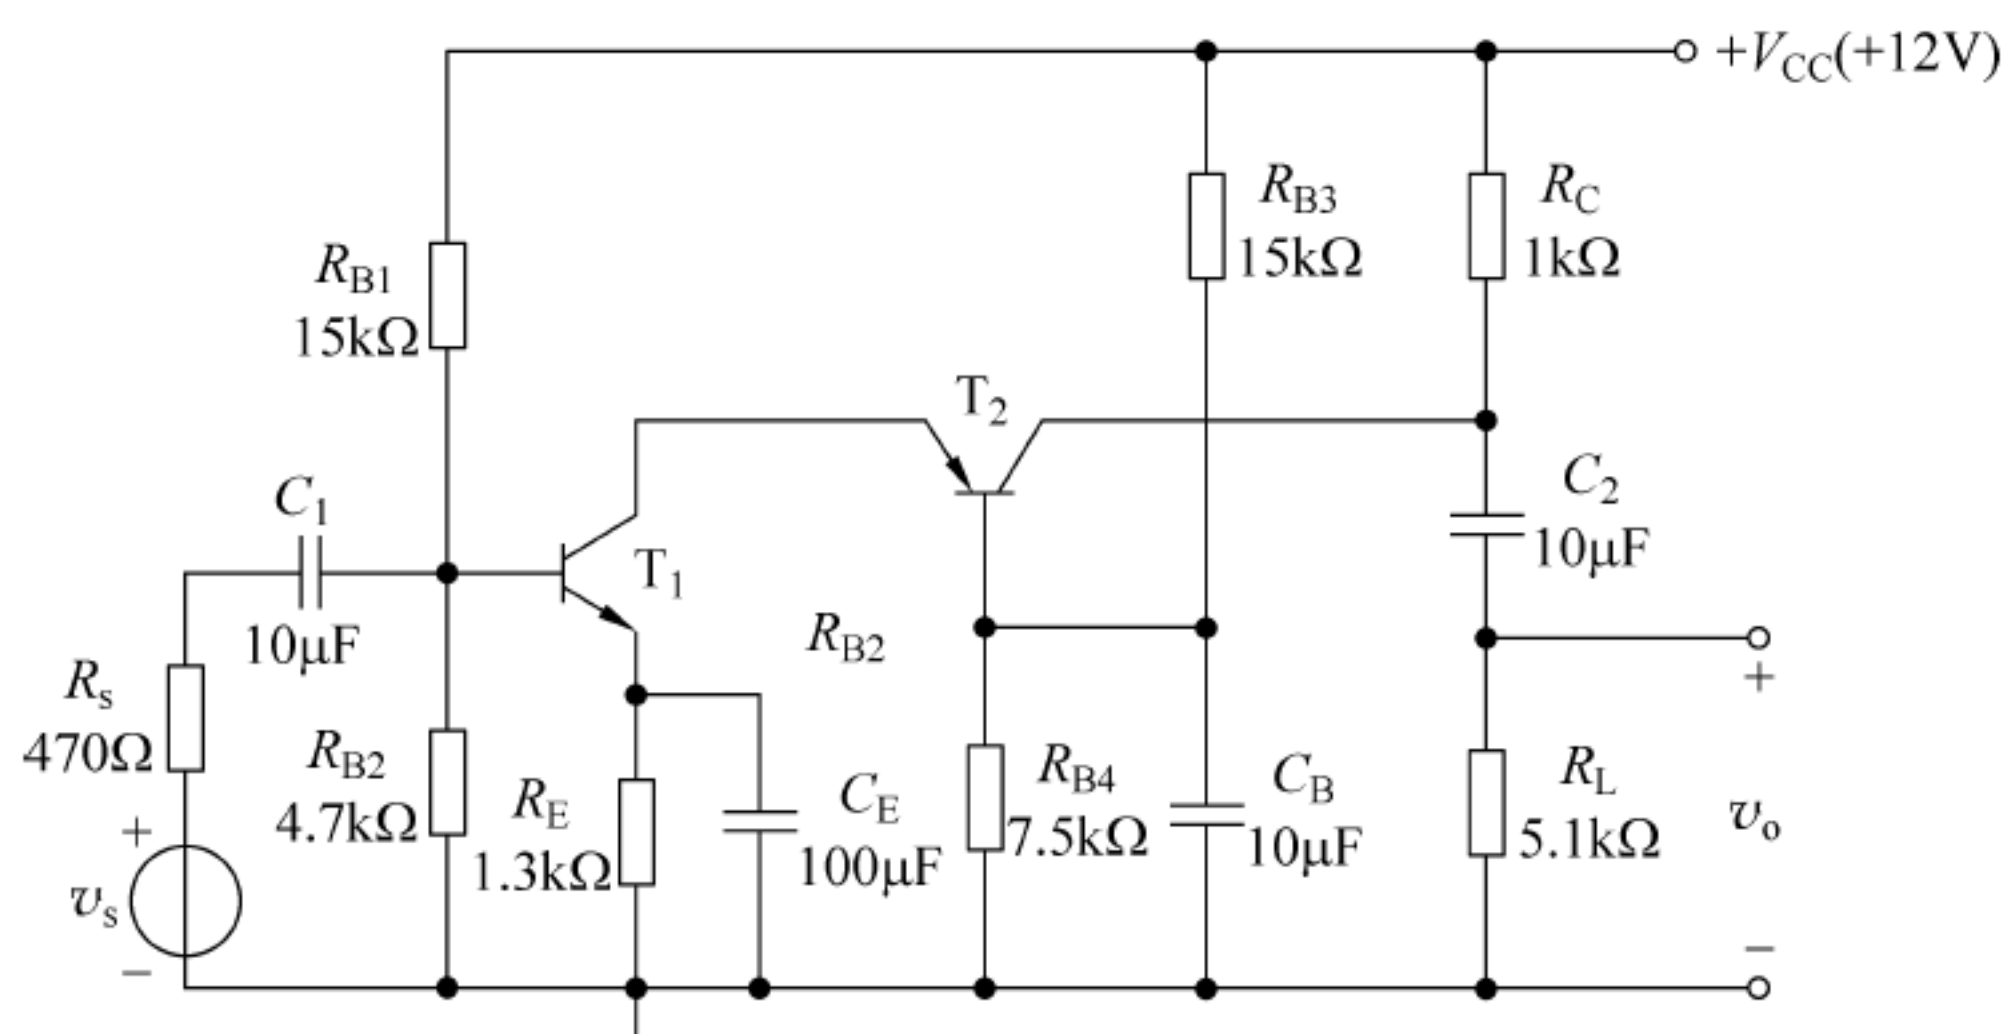 +VCC(+12V)
RB3
15kΩ
RC
1kΩ
RB1
15kΩ
T2
C1
10μF
T1
C2
10μF
RB2
Rs
470Ω
RB2
4.7kΩ
RE
1.3kΩ
CE
100μF
RB4
7.5kΩ
CB
10μF
RL
5.1kΩ
+
vo
−
+
vs
−